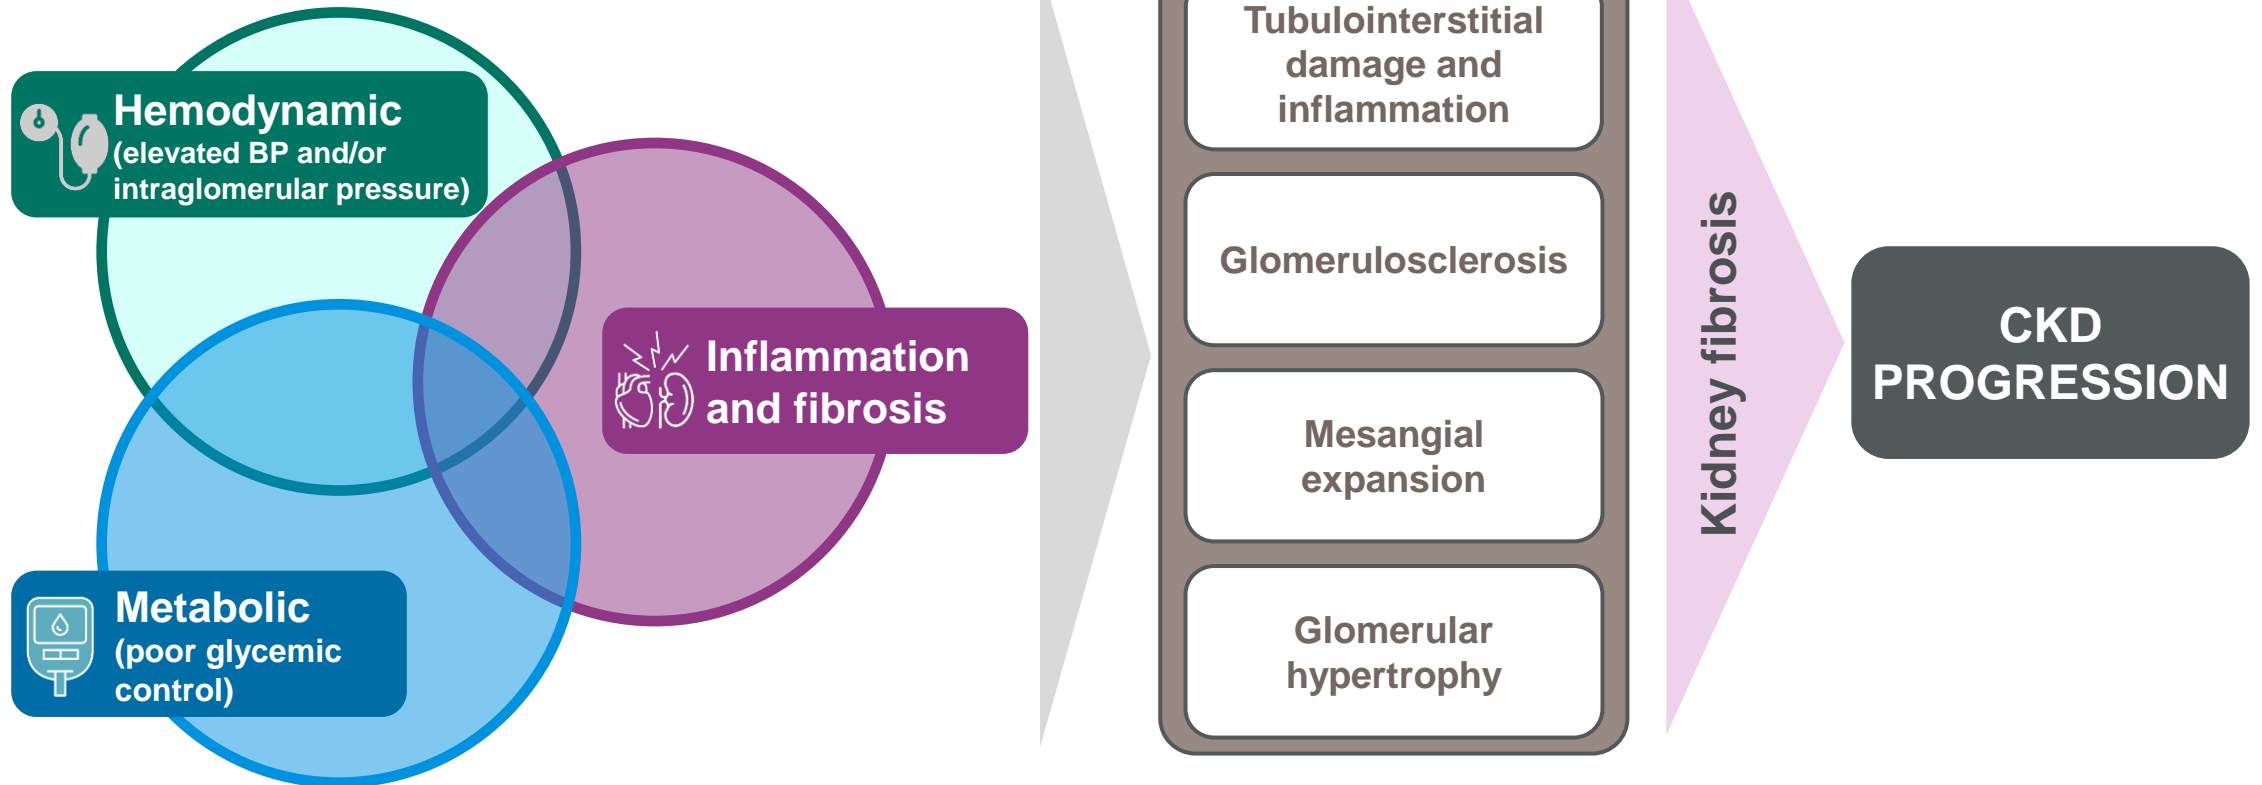 Hemodynamic
(elevated BP and/or
intraglomerular pressure)
Inflammation
and fibrosis
Metabolic
(poor glycemic
control)
Tubulointerstitial
damage and
inflammation
Glomerulosclerosis
Mesangial
expansion
Glomerular
hypertrophy
Kidney fibrosis
CKD
PROGRESSION